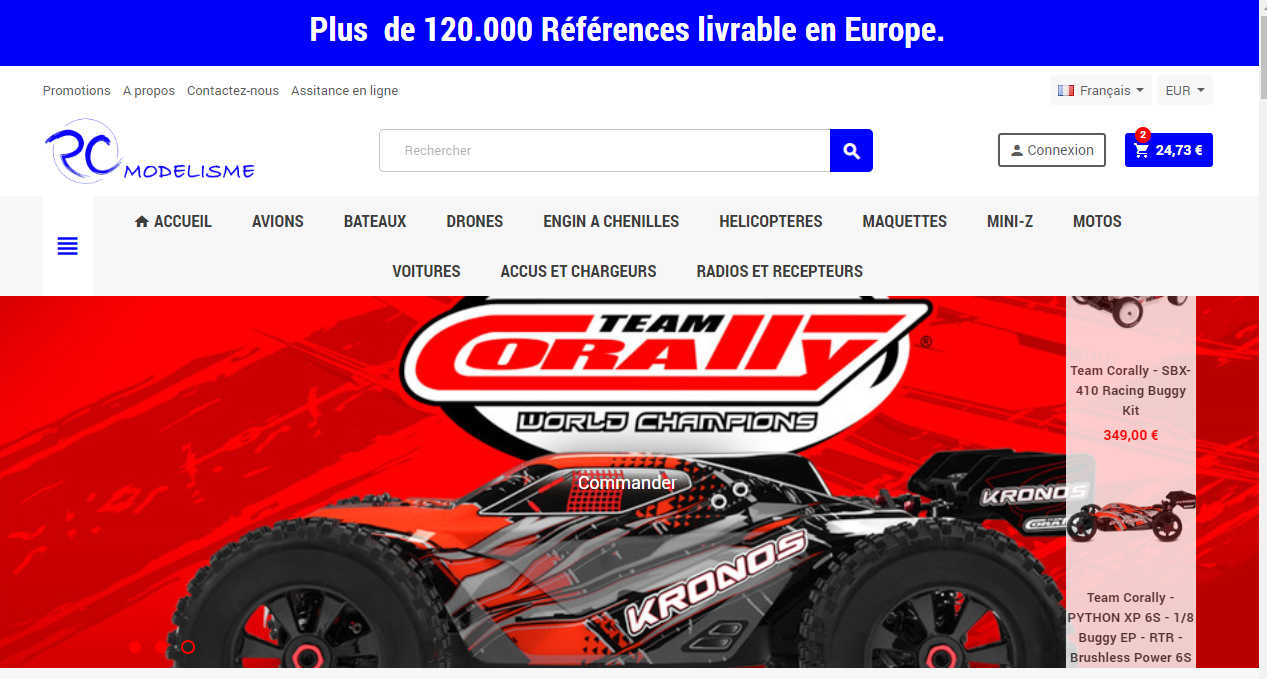 Plus de 120.000 Références livrable en Europe.
Promotions A propos Contactez-nous Assitance en ligne
Français EUR
RC MODELISME
Rechercher
Connexion
2
24,73 €
ACCUEIL AVIONS BATEAUX DRONES ENGIN A CHENILLES HELICOPTERES MAQUETTES MINI-Z MOTOS
VOITURES ACCUS ET CHARGEURS RADIOS ET RECEPTEURS
TEAM
CORALLY ®
WORLD CHAMPIONS
Commander
KRONOS
KRONOS
Team Corally - SBX-
410 Racing Buggy
Kit
349,00 €
Team Corally -
PYTHON XP 6S - 1/8
Buggy EP - RTR -
Brushless Power 6S